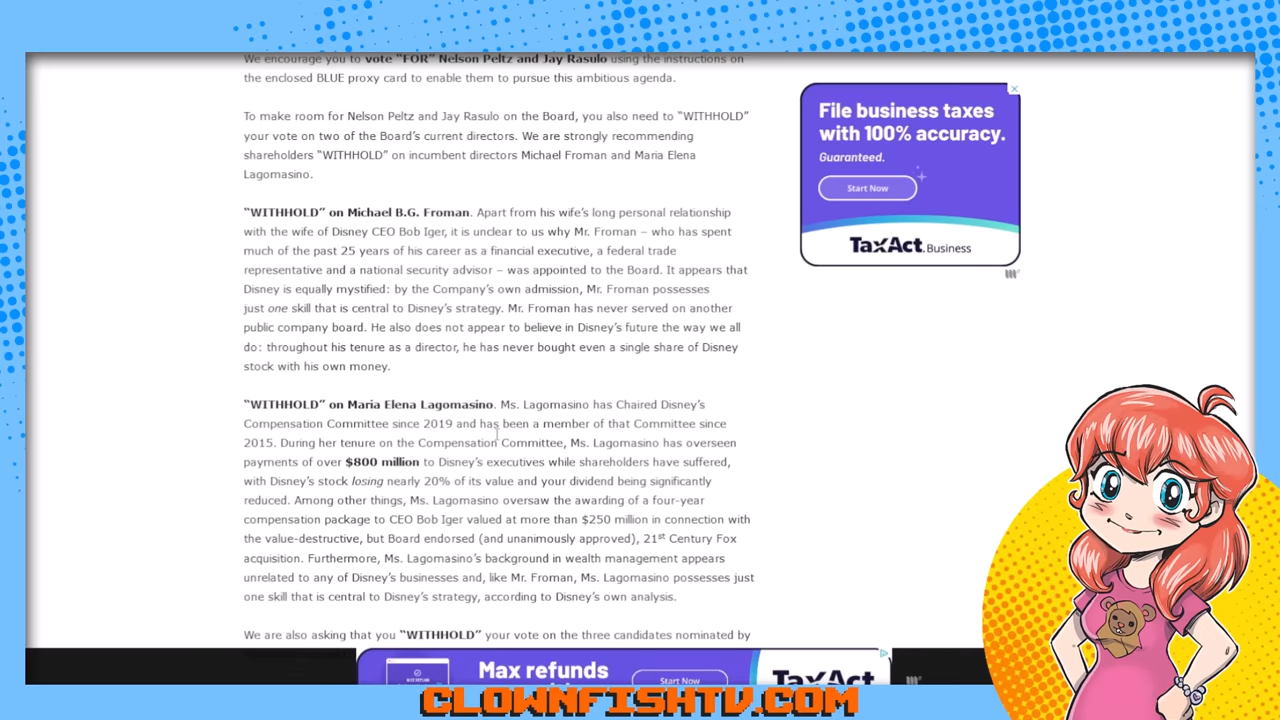 We encourage you to vote “FOR” Nelson Peltz and Jay Rasulo using the instructions on
the enclosed BLUE proxy card to enable them to pursue this ambitious agenda.
To make room for Nelson Peltz and Jay Rasulo on the Board, you also need to “WITHHOLD”
your vote on two of the Board’s current directors. We are strongly recommending
shareholders “WITHHOLD” on incumbent directors Michael Froman and Maria Elena
Lagomasino.
“WITHHOLD” on Michael B.G. Froman. Apart from his wife’s long personal relationship
with the wife of Disney CEO Bob Iger, it is unclear to us why Mr. Froman – who has spent
much of the past 25 years of his career as a financial executive, a federal trade
representative and a national security advisor – was appointed to the Board. It appears that
Disney is equally mystified: by the Company’s own admission, Mr. Froman possesses
just one skill that is central to Disney’s strategy. Mr. Froman has never served on another
public company board. He also does not appear to believe in Disney’s future the way we all
do: throughout his tenure as a director, he has never bought even a single share of Disney
stock with his own money.
“WITHHOLD” on Maria Elena Lagomasino. Ms. Lagomasino has Chaired Disney’s
Compensation Committee since 2019 and has been a member of that Committee since
2015. During her tenure on the Compensation Committee, Ms. Lagomasino has overseen
payments of over $800 million to Disney’s executives while shareholders have suffered,
with Disney’s stock losing nearly 20% of its value and your dividend being significantly
reduced. Among other things, Ms. Lagomasino oversaw the awarding of a four-year
compensation package to CEO Bob Iger valued at more than $250 million in connection with
the value-destructive, but Board endorsed (and unanimously approved), 21st Century Fox
acquisition. Furthermore, Ms. Lagomasino’s background in wealth management appears
unrelated to any of Disney’s businesses and, like Mr. Froman, Ms. Lagomasino possesses just
one skill that is central to Disney’s strategy, according to Disney’s own analysis.
We are also asking that you “WITHHOLD” your vote on the three candidates nominated by
File business taxes
with 100% accuracy.
Guaranteed.
Start Now
TaxAct.Business
Max refunds
Start Now
TaxAct
CLOWNFISHTV.COM